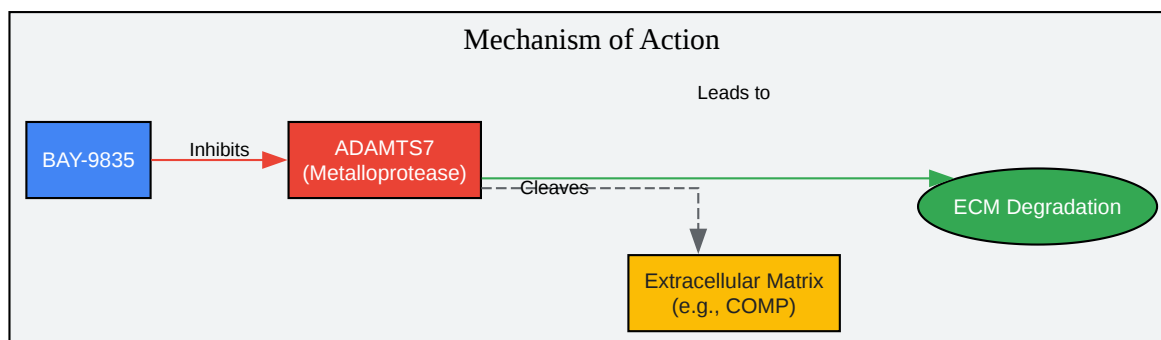 Mechanism of Action
Leads to
BAY-9835
Inhibits
ADAMTS7
(Metalloprotease)
Cleaves
ECM Degradation
Extracellular Matrix
(e.g., COMP)